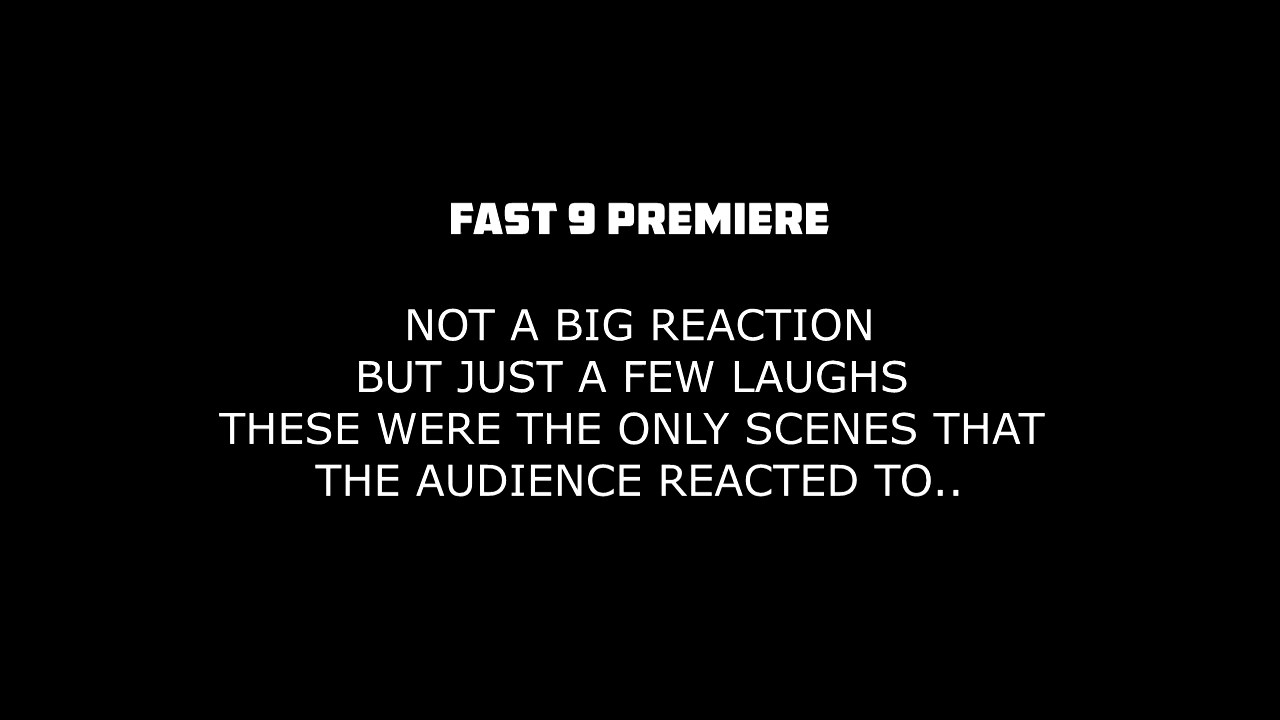 FAST 9 PREMIERE
NOT A BIG REACTION
BUT JUST A FEW LAUGHS
THESE WERE THE ONLY SCENES THAT
THE AUDIENCE REACTED TO..